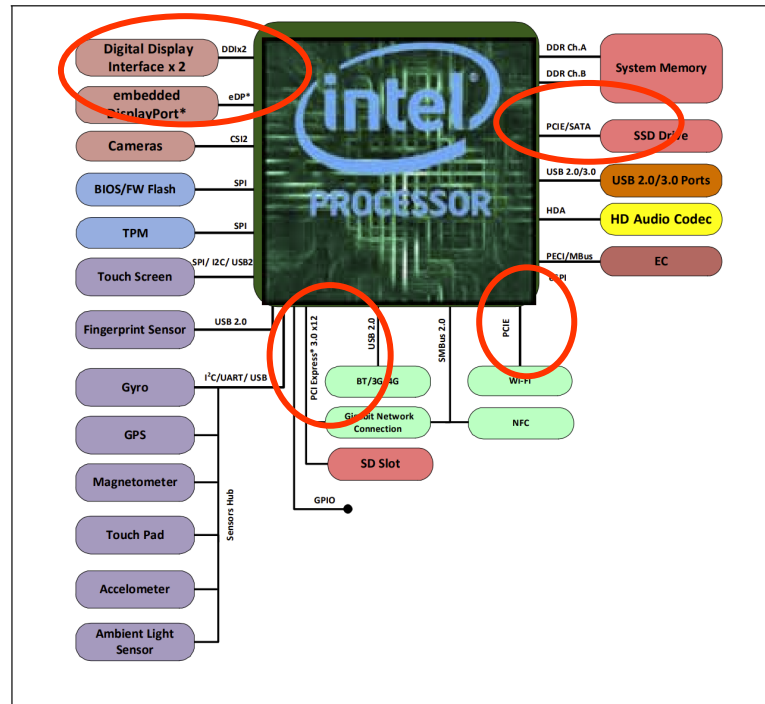 Digital Display
Interface x 2
DDIx2
embedded
DisplayPort*
eDP*
Cameras
CSI2
BIOS/FW Flash
SPI
TPM
SPI
Touch Screen
SPI/ I2C/ USB2
Fingerprint Sensor
USB 2.0
Gyro
I²C/UART/ USB
GPS
Magnetometer
Touch Pad
Accelometer
Ambient Light
Sensor
Sensors Hub
intel
PROCESSOR
DDR Ch.A
DDR Ch.B
System Memory
PCIE/SATA
SSD Drive
USB 2.0/3.0
USB 2.0/3.0 Ports
HDA
HD Audio Codec
PECI/MBus
EC
PCI Express* 3.0 x12
USB 2.0
SMBus 2.0
PCIE
BT/3G/4G
Wi-Fi
Gigabit Network
Connection
NFC
SD Slot
GPIO